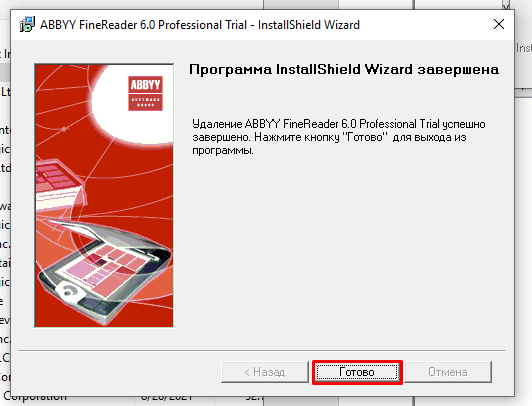 ABBYY FineReader 6.0 Professional Trial - InstallShield Wizard
ABBYY
SOFTWARE
HOUSE
Программа InstallShield Wizard завершена
Удаление ABBYY FineReader 6.0 Professional Trial успешно
завершено. Нажмите кнопку "Готово" для выхода из
программы.
< Назад
Готово
Отмена
Corporation